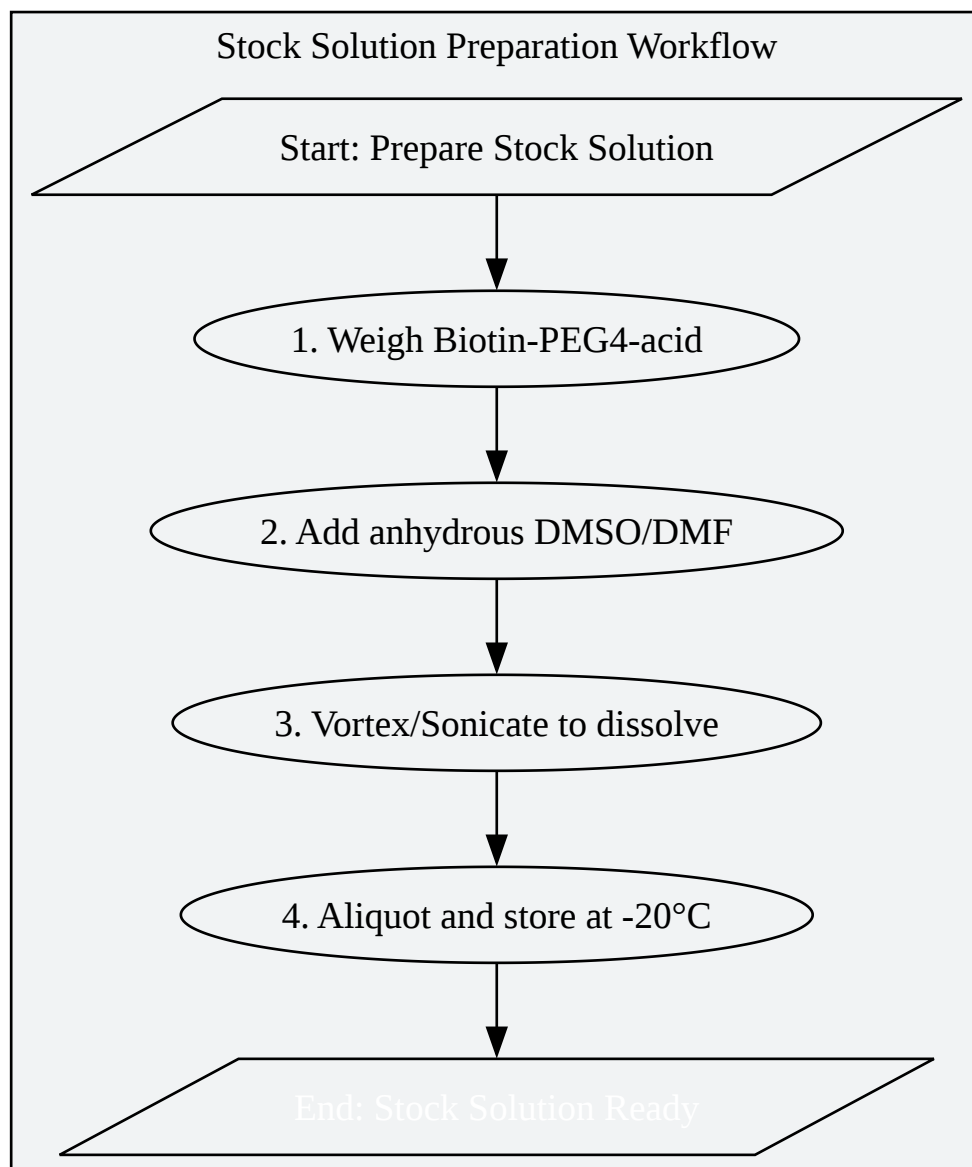 Stock Solution Preparation Workflow
Start: Prepare Stock Solution
1. Weigh Biotin-PEG4-acid
2. Add anhydrous DMSO/DMF
3. Vortex/Sonicate to dissolve
4. Aliquot and store at -20°C
End: Stock Solution Ready